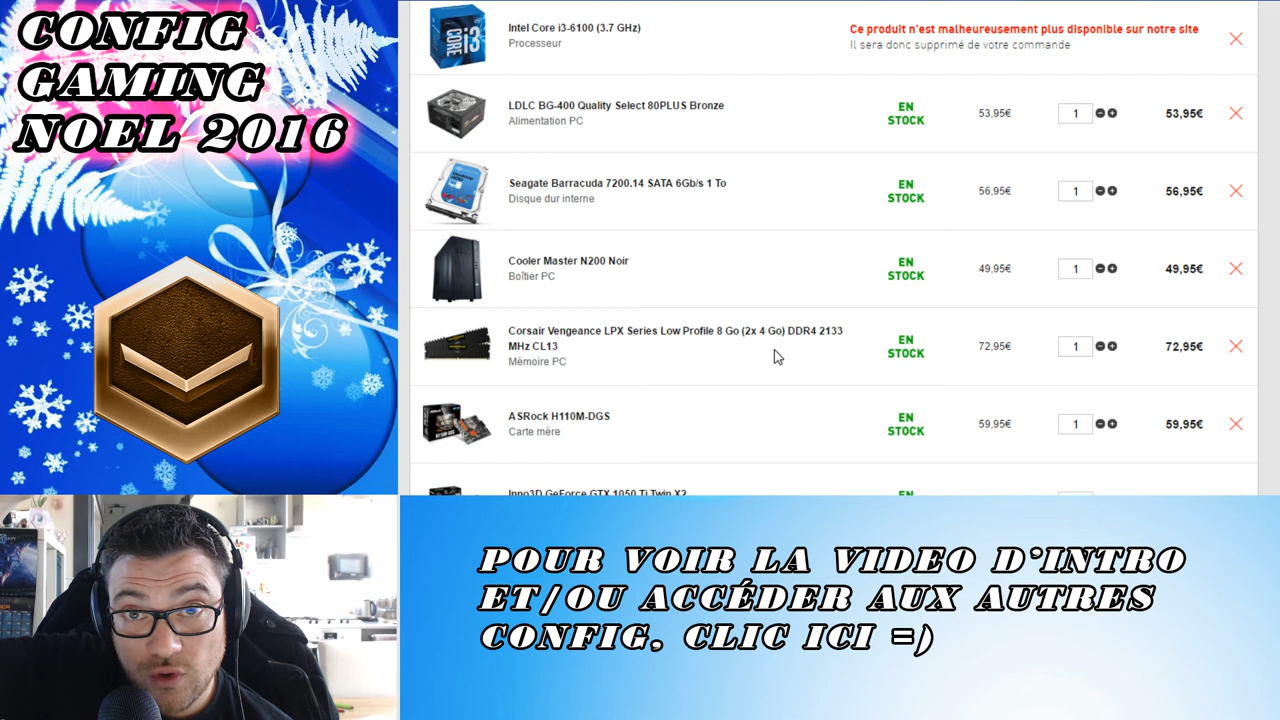 CONFIG
GAMING
NOEL 2016
Intel Core i3-6100 (3.7 GHz)
Processeur
Ce produit n'est malheureusement plus disponible sur notre site
Il sera donc supprimé de votre commande
LDLC BG-400 Quality Select 80PLUS Bronze
Alimentation PC
EN
STOCK
53,95€
1
53,95€
Seagate Barracuda 7200.14 SATA 6Gb/s 1 To
Disque dur interne
EN
STOCK
56,95€
1
56,95€
Cooler Master N200 Noir
Boîtier PC
EN
STOCK
49,95€
1
49,95€
Corsair Vengeance LPX Series Low Profile 8 Go (2x 4 Go) DDR4 2133
MHz CL13
Mémoire PC
EN
STOCK
72,95€
1
72,95€
ASRock H110M-DGS
Carte mère
EN
STOCK
59,95€
1
59,95€
Inno3D GeForce GTX 1050 Ti Twin X2
EN
POUR VOIR LA VIDEO D'INTRO
ET/OU ACCÉDER AUX AUTRES
CONFIG, CLIC ICI =)